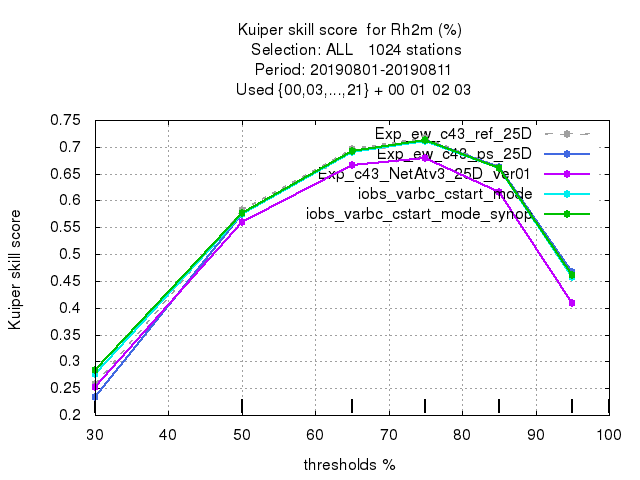 Kuiper skill score  for Rh2m (%)
Selection: ALL   1024 stations
Period: 20190801-20190811
Used {00,03,...,21} + 00 01 02 03
0.75
0.7
0.65
0.6
0.55
0.5
0.45
0.4
0.35
0.3
0.25
0.2
Kuiper skill score
Exp_ew_c43_ref_25D
Exp_ew_c43_ps_25D
Exp_c43_NetAtv3_25D_ver01
iobs_varbc_cstart_mode
iobs_varbc_cstart_mode_synop
30 40 50 60 70 80 90 100
thresholds %